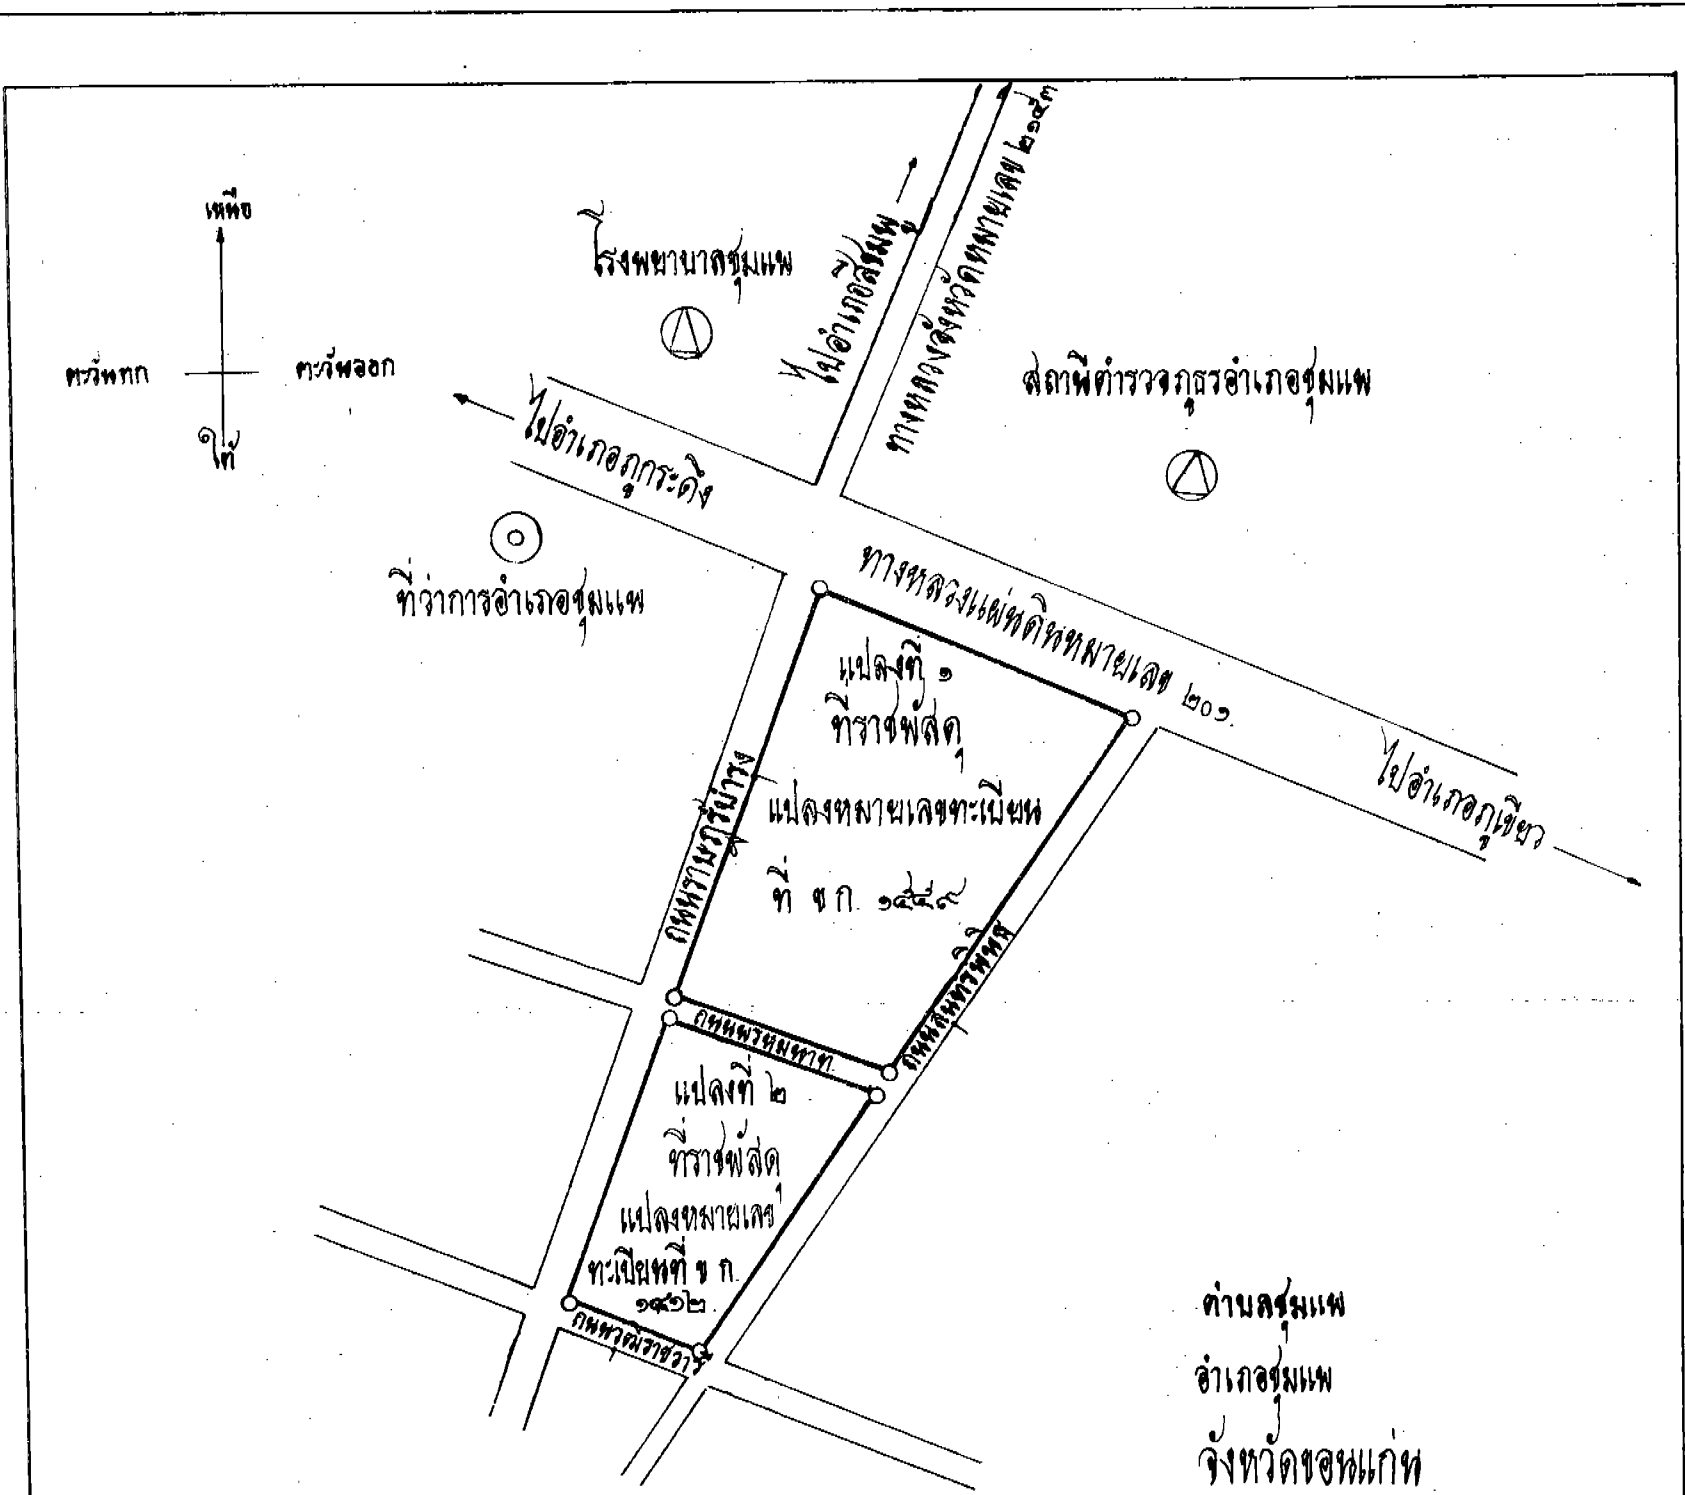 เหนือ
ตะวันตก
ตะวันออก
ใต้
โรงพยาบาลชุมแพ
ไปอำเภอสีชมพู
ทางหลวงจังหวัดหมายเลข ๒๑๕๓
สถานีตำรวจภูธรอำเภอชุมแพ
ไปอำเภอภูกระดึง
ที่ว่าการอำเภอชุมแพ
ทางหลวงแผ่นดินหมายเลข ๒๐๑.
ไปอำเภอภูเขียว
แปลงที่ ๑
ที่ราชพัสดุ
แปลงหมายเลขทะเบียน
ที่ ข ก.
ถนนราษฎร์บำรุง
ถนน
ถนนพรหมนาท.
แปลงที่ ๒
ที่ราชพัสดุ
แปลงหมายเลข
ทะเบียนที่ ข ก.
ถนน
ตำบลชุมแพ
อำเภอชุมแพ
จังหวัดขอนแก่น